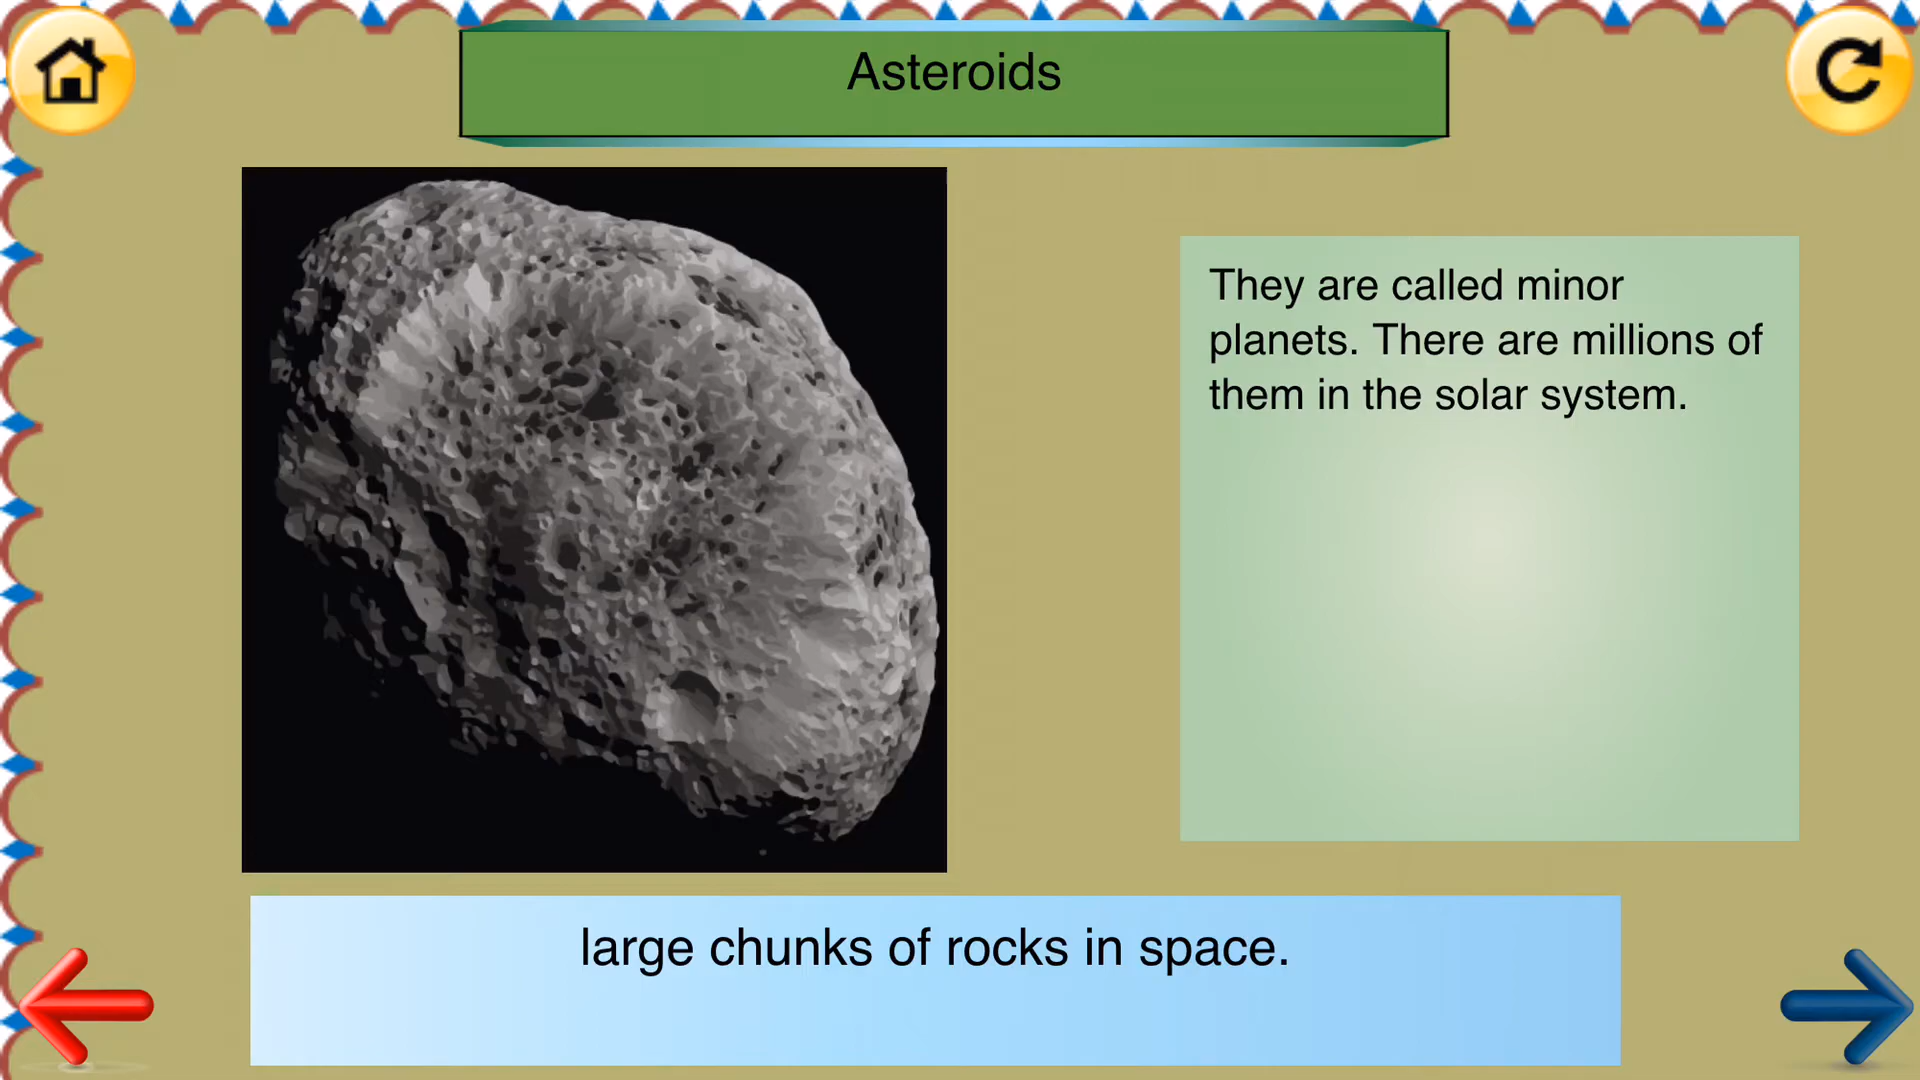 Asteroids
They are called minor
planets. There are millions of
them in the solar system.
large chunks of rocks in space.